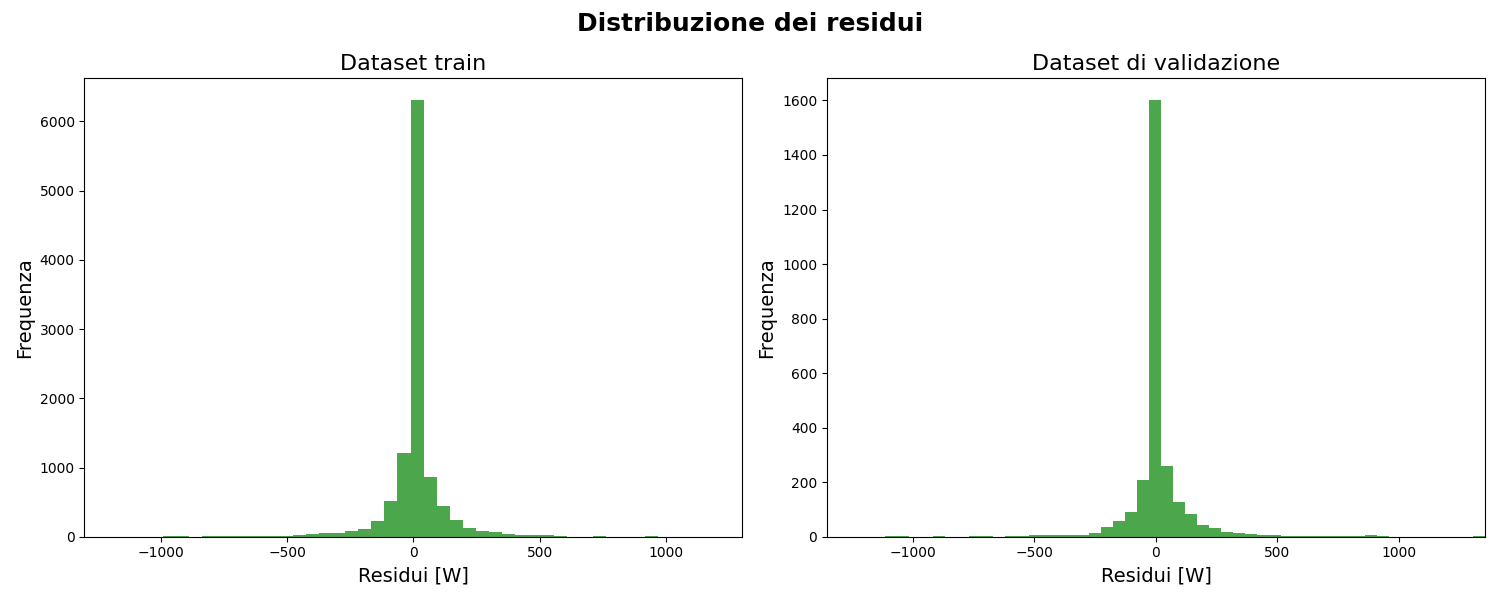 Distribuzione dei residui
Dataset train
Frequenza
6000
5000
4000
3000
2000
1000
0
−1000 −500 0 500 1000
Residui [W]
Dataset di validazione
Frequenza
1600
1400
1200
1000
800
600
400
200
0
−1000 −500 0 500 1000
Residui [W]